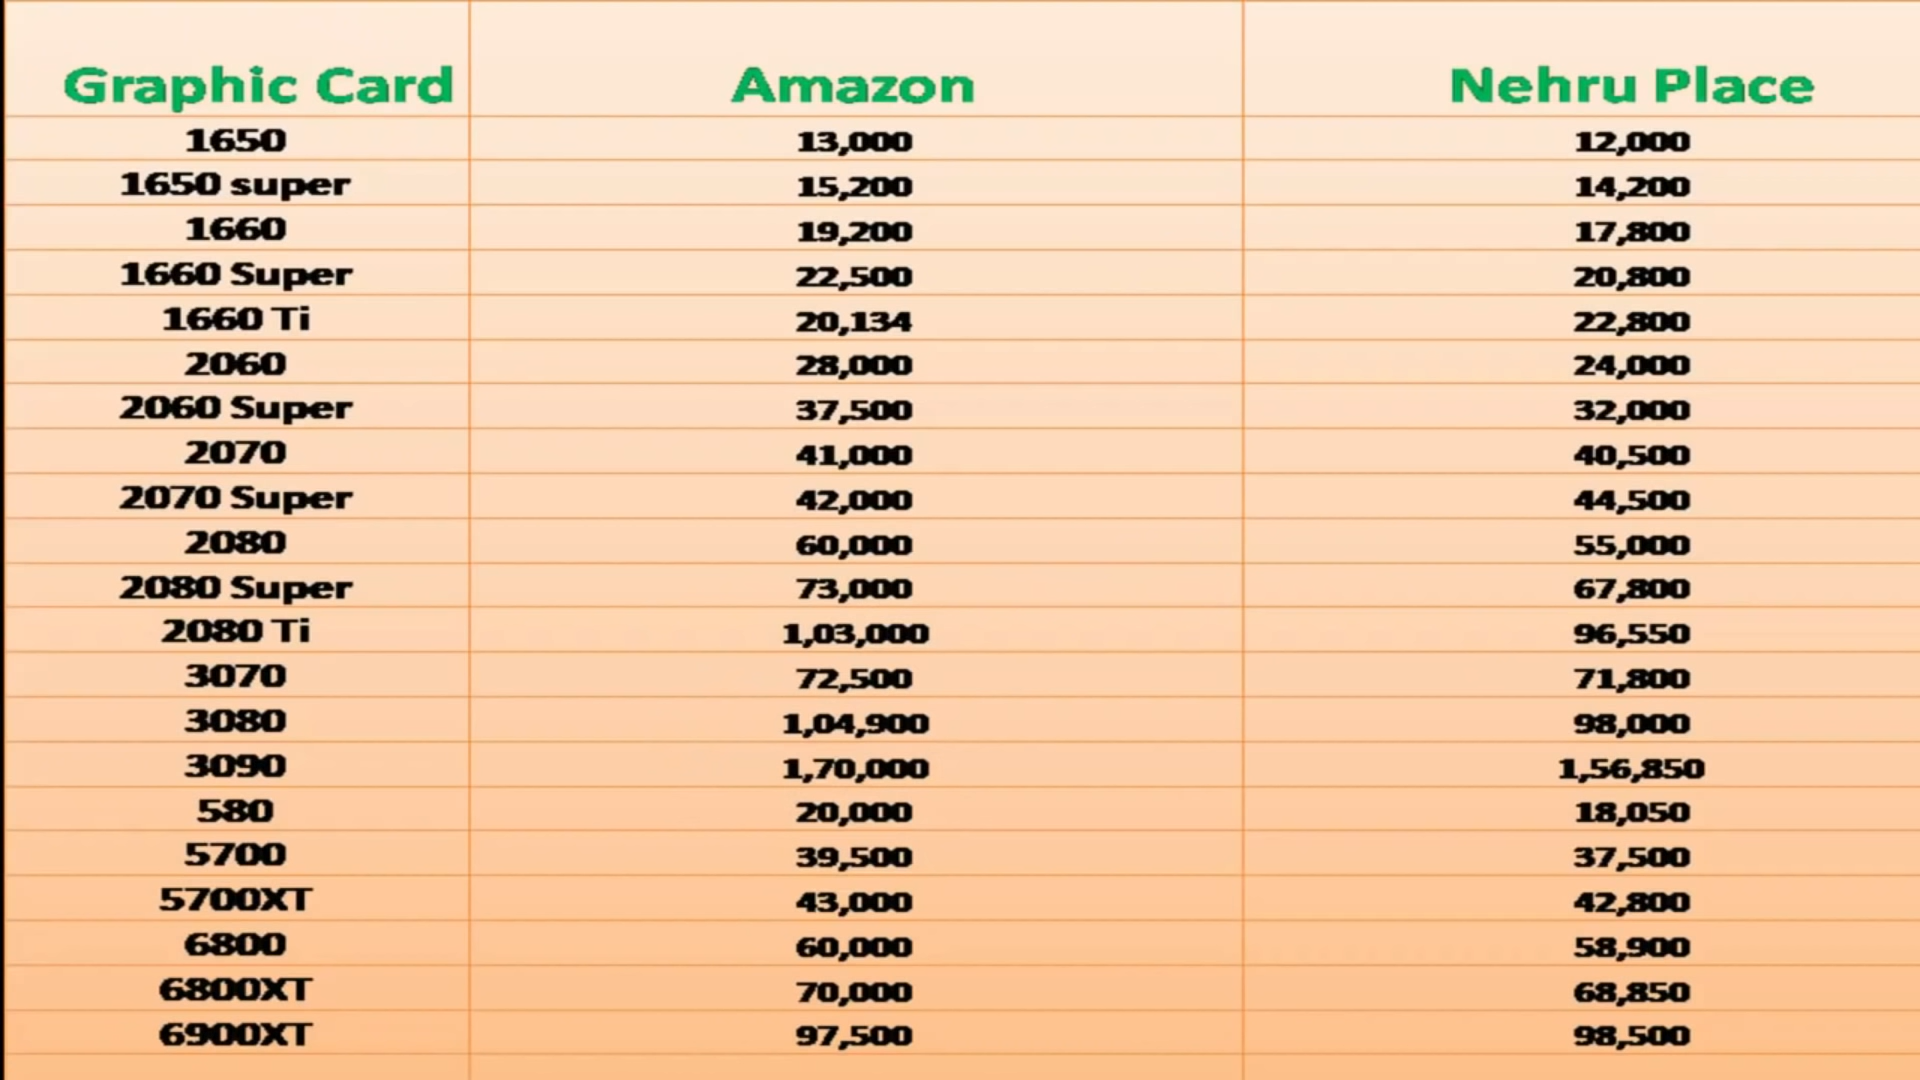 Graphic Card Amazon Nehru Place
1650 13,000 12,000
1650 super 15,200 14,200
1660 19,200 17,800
1660 Super 22,500 20,800
1660 Ti 20,134 22,800
2060 28,000 24,000
2060 Super 37,500 32,000
2070 41,000 40,500
2070 Super 42,000 44,500
2080 60,000 55,000
2080 Super 73,000 67,800
2080 Ti 1,03,000 96,550
3070 72,500 71,800
3080 1,04,900 98,000
3090 1,70,000 1,56,850
580 20,000 18,050
5700 39,500 37,500
5700XT 43,000 42,800
6800 60,000 58,900
6800XT 70,000 68,850
6900XT 97,500 98,500